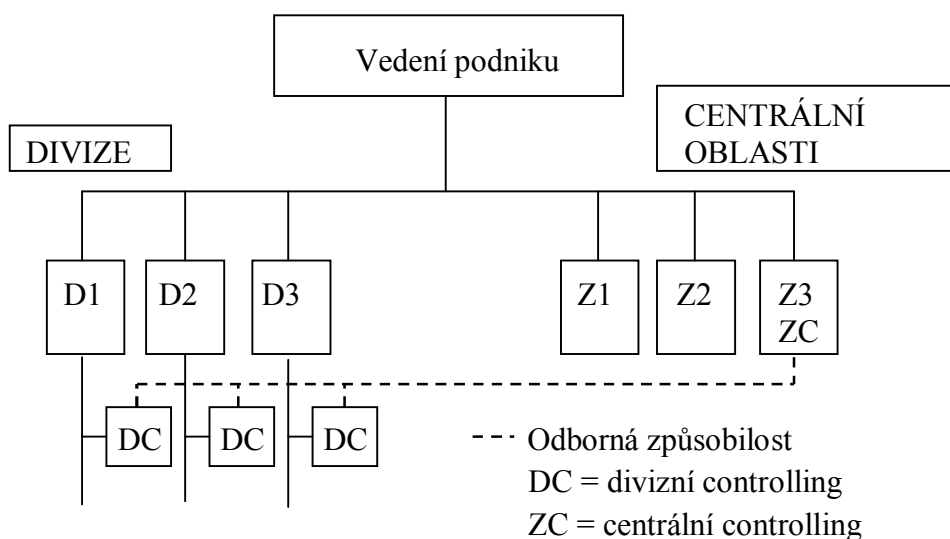 Vedení podniku
CENTRÁLNÍ
OBLASTI
DIVIZE
D1
D2
D3
Z1
Z2
Z3
ZC
DC
DC
DC
Odborná způsobilost
DC = divizní controlling
ZC = centrální controlling